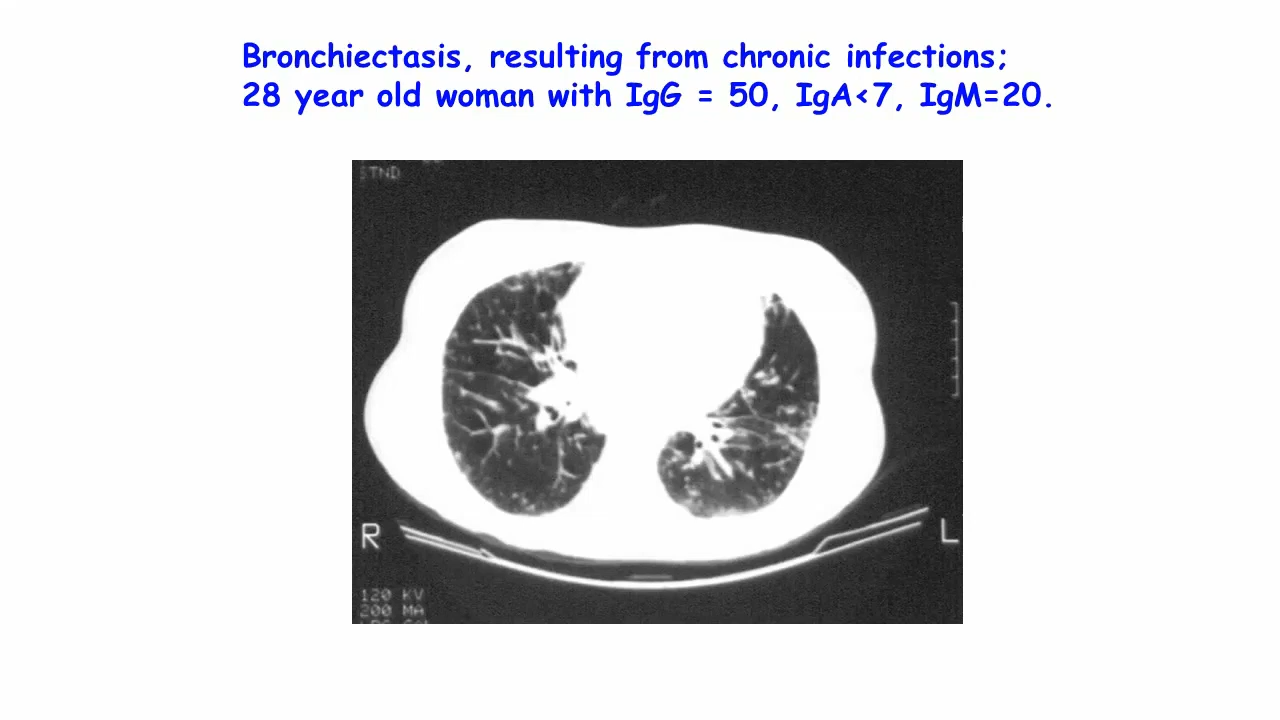 Bronchiectasis, resulting from chronic infections;
28 year old woman with IgG = 50, IgA<7, IgM=20.
STND
R
L
120 KV
200 MA